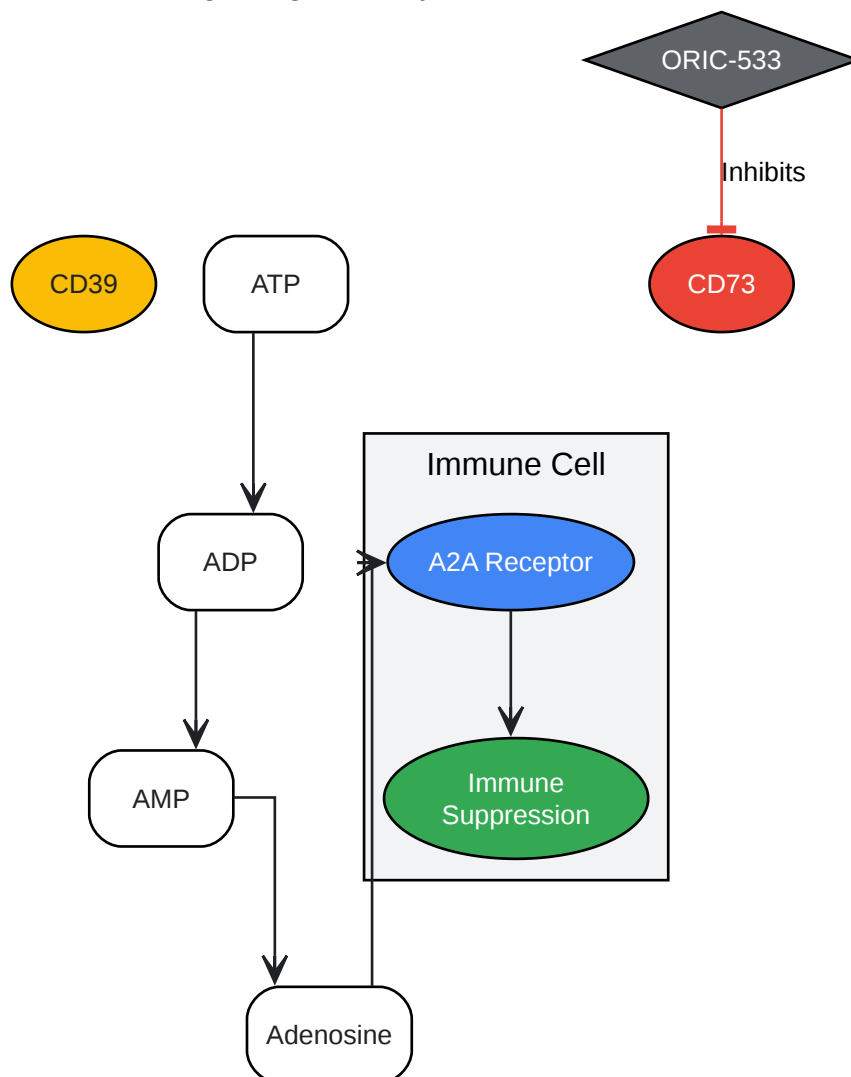 ORIC-533
Inhibits
CD39
ATP
CD73
Immune Cell
ADP
A2A Receptor
AMP
Immune
Suppression
Adenosine